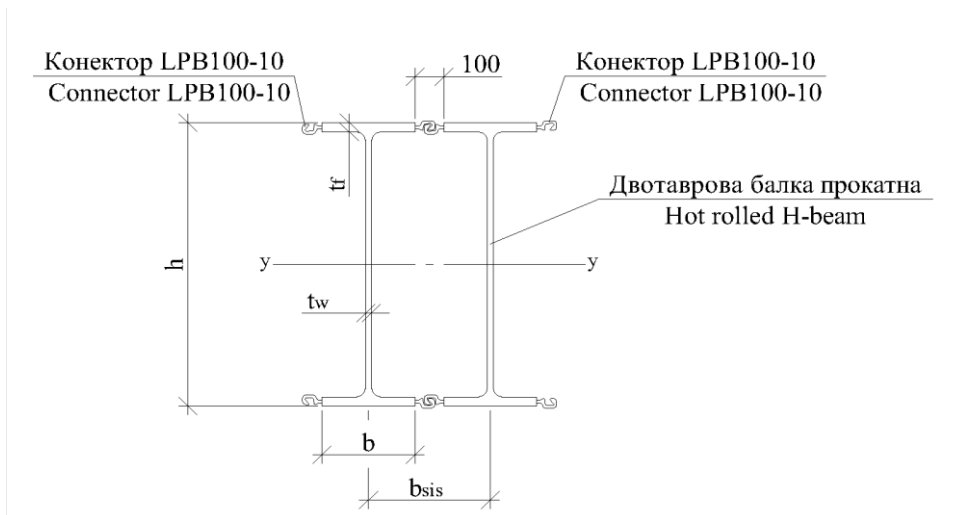 Конектор LPB100-10
Connector LPB100-10
100
Конектор LPB100-10
Connector LPB100-10
tf
Двотаврова балка прокатна
Hot rolled H-beam
h
y
y
tw
b
bsis